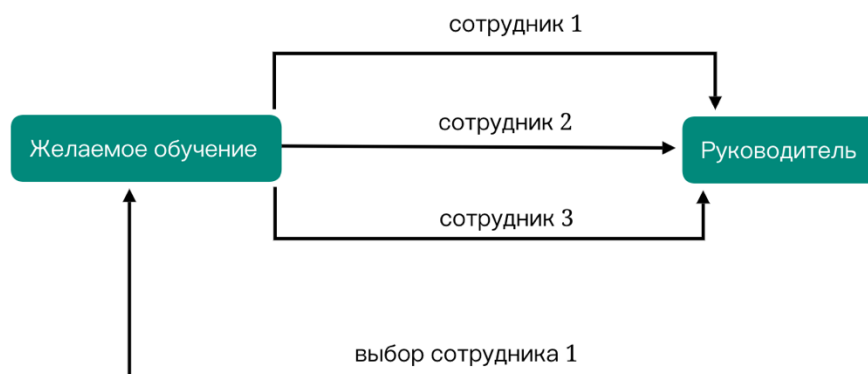 сотрудник 1
Желаемое обучение
сотрудник 2
Руководитель
сотрудник 3
выбор сотрудника 1